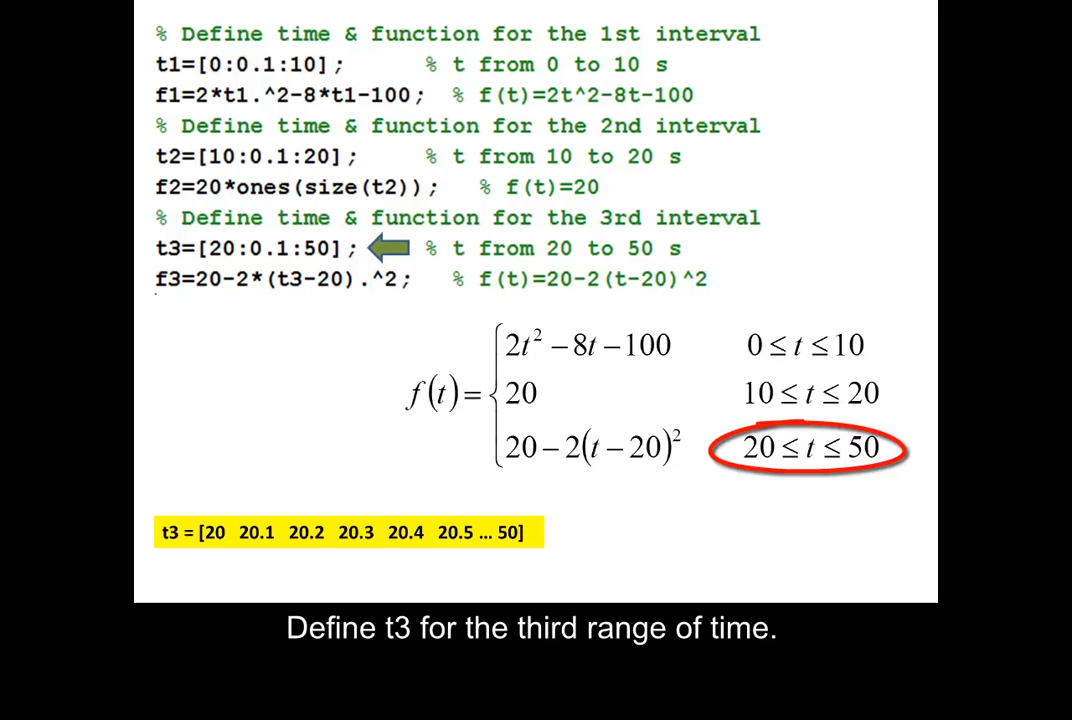 % Define time & function for the 1st interval
t1=[0:0.1:10]; % t from 0 to 10 s
f1=2*t1.^2-8*t1-100; % f(t)=2t^2-8t-100
% Define time & function for the 2nd interval
t2=[10:0.1:20]; % t from 10 to 20 s
f2=20*ones(size(t2)); % f(t)=20
% Define time & function for the 3rd interval
t3=[20:0.1:50]; % t from 20 to 50 s
f3=20-2*(t3-20).^2; % f(t)=20-2(t-20)^2
2t² – 8t – 100 0 ≤ t ≤ 10
f(t) = { 20 10 ≤ t ≤ 20
20 – 2(t – 20)² 20 ≤ t ≤ 50
t3 = [20 20.1 20.2 20.3 20.4 20.5 ... 50]
Define t3 for the third range of time.